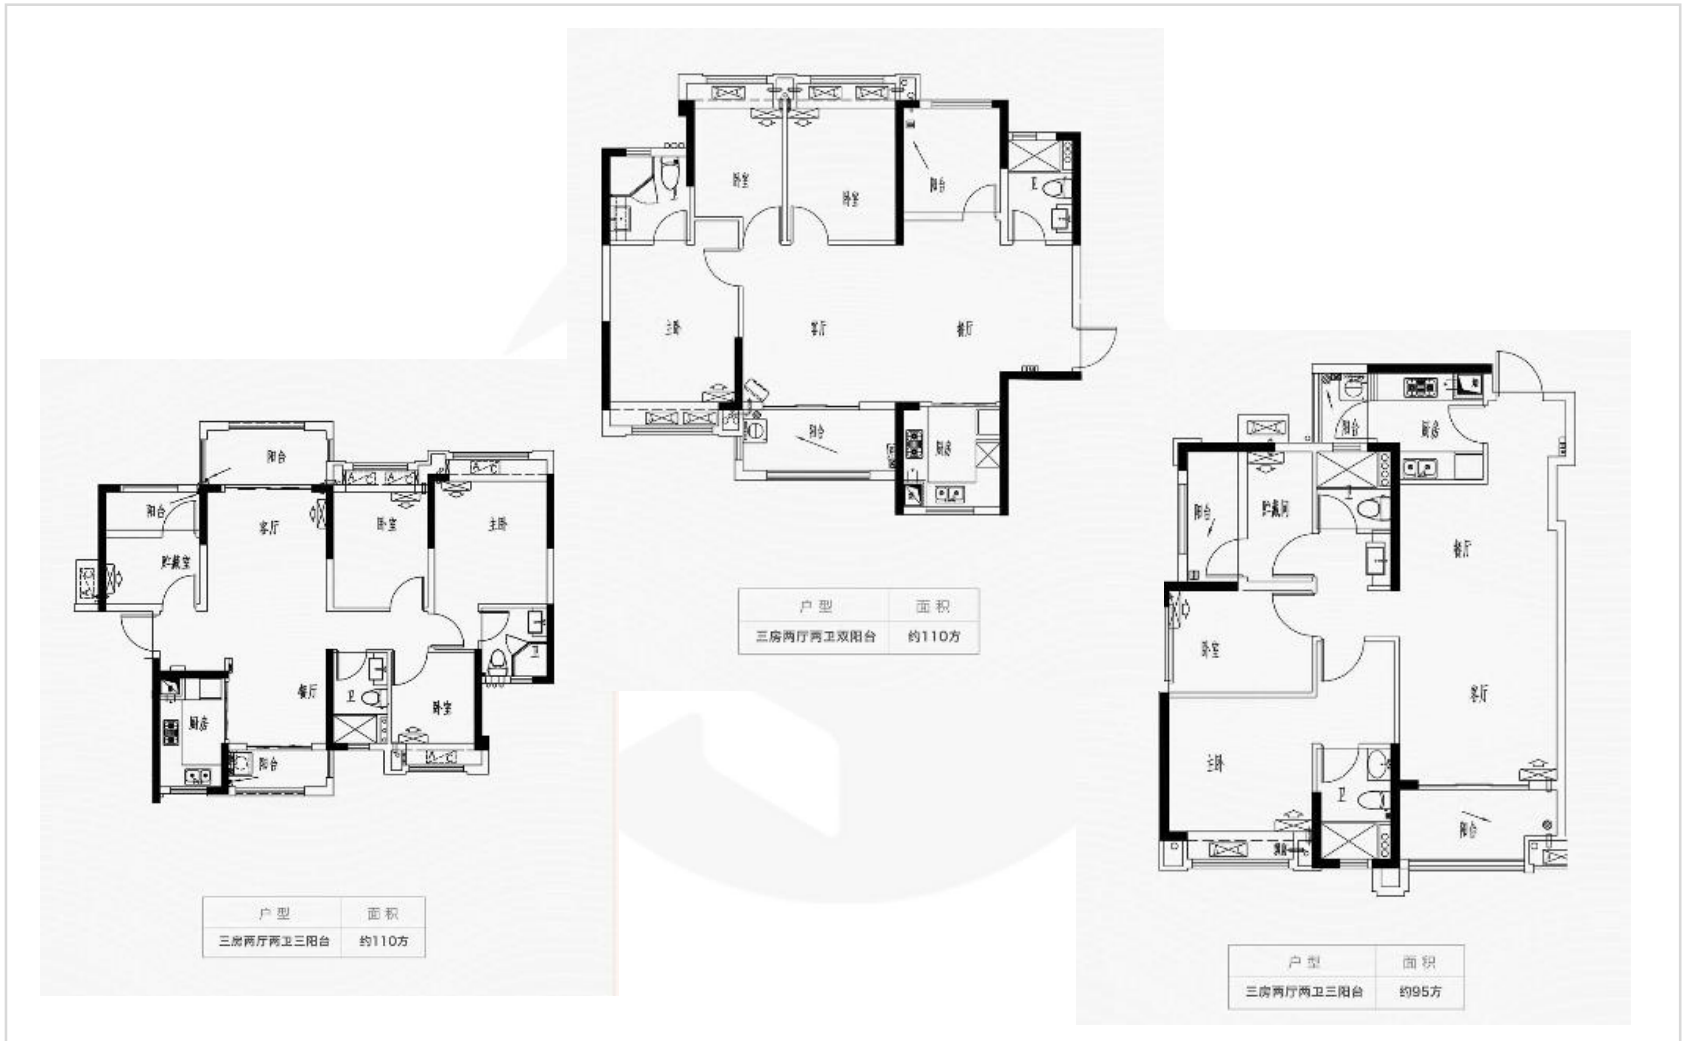 卧室
卧室
阳台
卫
主卧
客厅
餐厅
阳台
厨房
户型 面积
三房两厅两卫双阳台 约110方
阳台
阳台
客厅
卧室
主卧
贮藏室
卫
餐厅
卫
卧室
厨房
阳台
户型 面积
三房两厅两卫三阳台 约110方
阳台
厨房
卫
阳台
贮藏间
餐厅
卧室
客厅
主卧
卫
阳台
户型 面积
三房两厅两卫三阳台 约95方